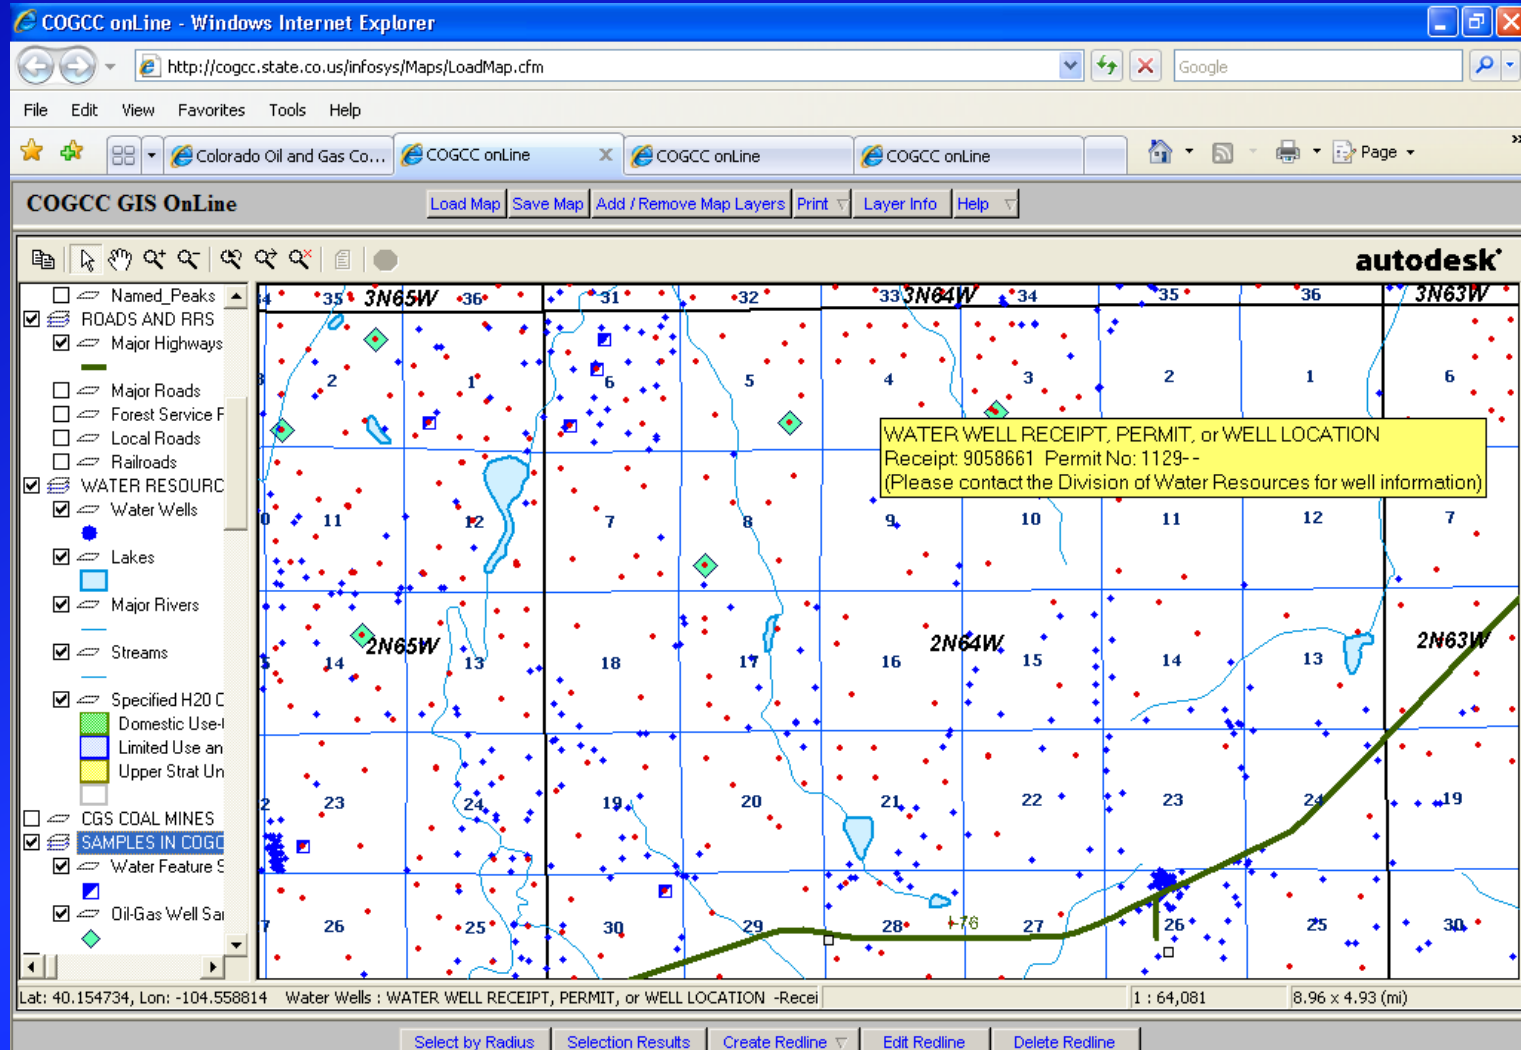 COGCC onLine - Windows Internet Explorer
http://cogcc.state.co.us/infosys/Maps/LoadMap.cfm
Google
File Edit View Favorites Tools Help
Colorado Oil and Gas Co...
COGCC onLine
COGCC onLine
COGCC onLine
Page
COGCC GIS OnLine
Load Map
Save Map
Add / Remove Map Layers
Print
Layer Info
Help
autodesk
Named_Peaks
ROADS AND RRS
Major Highways
Major Roads
Forest Service F
Local Roads
Railroads
WATER RESOURC
Water Wells
Lakes
Major Rivers
Streams
Specified H20 C
Domestic Use-
Limited Use an
Upper Strat Un
CGS COAL MINES
SAMPLES IN COGC
Water Feature S
Oil-Gas Well Sa
34 35 3N65W 36 31 32 33 3N64W 34 35 36 3N63W
2 1 6 5 4 3 2 1 6
WATER WELL RECEIPT, PERMIT, or WELL LOCATION
Receipt: 9058661 Permit No: 1129--
(Please contact the Division of Water Resources for well information)
11 12 7 8 9 10 11 12 7
2N65W 2N64W 2N63W
14 13 18 17 16 15 14 13
23 24 19 20 21 22 23 24 19
26 25 30 29 28 I-76 27 26 25 30
Lat: 40.154734, Lon: -104.558814 Water Wells : WATER WELL RECEIPT, PERMIT, or WELL LOCATION -Recei
1 : 64,081
8.96 x 4.93 (mi)
Select by Radius
Selection Results
Create Redline
Edit Redline
Delete Redline